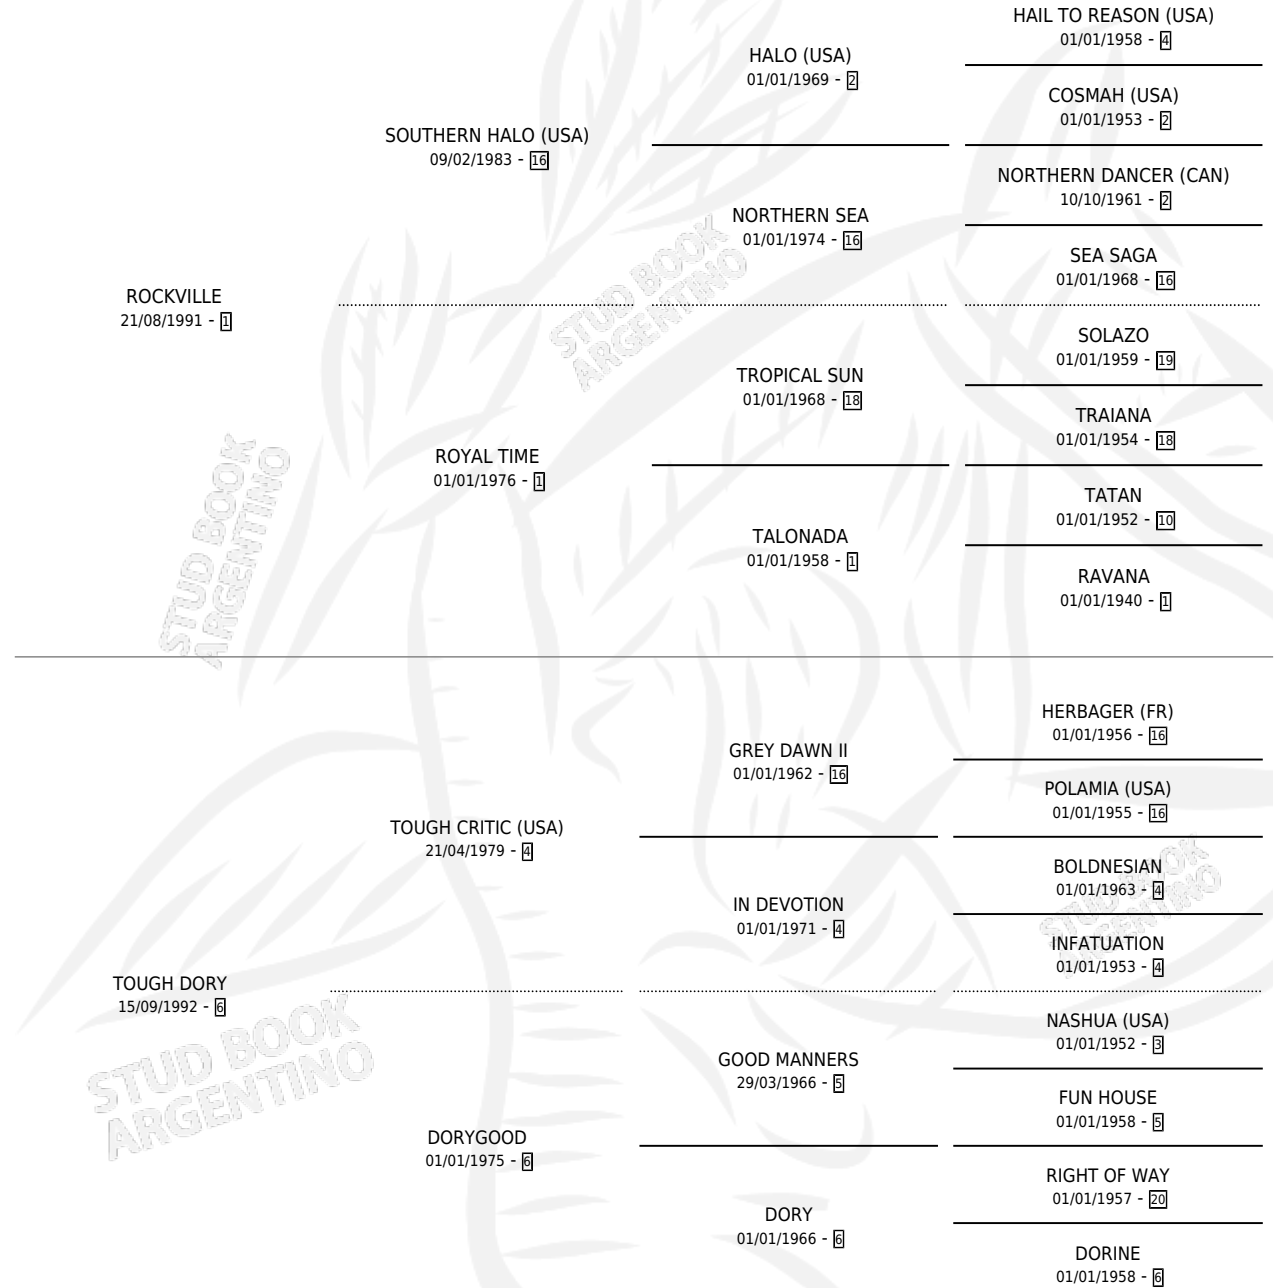 HAIL TO REASON (USA)
01/01/1958 - 4
HALO (USA)
01/01/1969 - 2
COSMAH (USA)
01/01/1953 - 2
SOUTHERN HALO (USA)
09/02/1983 - 16
NORTHERN DANCER (CAN)
10/10/1961 - 2
NORTHERN SEA
01/01/1974 - 16
SEA SAGA
01/01/1968 - 16
STUD BOOK
ARGENTINO
ROCKVILLE
21/08/1991 - 1
SOLAZO
01/01/1959 - 19
TROPICAL SUN
01/01/1968 - 18
TRAIANA
01/01/1954 - 18
ROYAL TIME
01/01/1976 - 1
TATAN
01/01/1952 - 10
TALONADA
01/01/1958 - 1
RAVANA
01/01/1940 - 1
STUD BOOK
ARGENTINO
HERBAGER (FR)
01/01/1956 - 16
GREY DAWN II
01/01/1962 - 16
POLAMIA (USA)
01/01/1955 - 16
TOUGH CRITIC (USA)
21/04/1979 - 4
BOLDNESIAN
01/01/1963 - 4
IN DEVOTION
01/01/1971 - 4
INFATUATION
01/01/1953 - 4
STUD BOOK
ARGENTINO
TOUGH DORY
15/09/1992 - 6
NASHUA (USA)
01/01/1952 - 3
GOOD MANNERS
29/03/1966 - 5
FUN HOUSE
01/01/1958 - 5
STUD BOOK
ARGENTINO
DORYGOOD
01/01/1975 - 6
RIGHT OF WAY
01/01/1957 - 20
DORY
01/01/1966 - 6
DORINE
01/01/1958 - 6